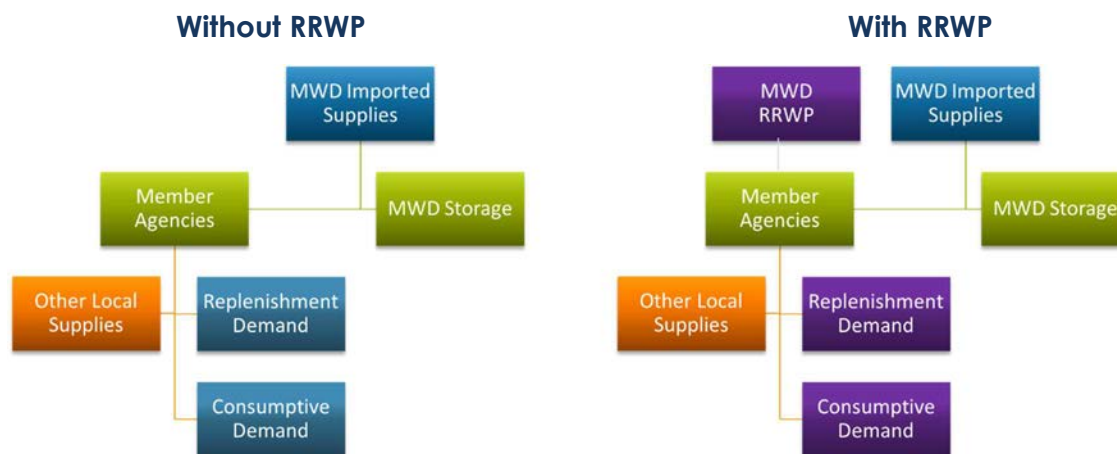 Without RRWP
MWD Imported
Supplies
Member
Agencies
MWD Storage
Other Local
Supplies
Replenishment
Demand
Consumptive
Demand
With RRWP
MWD
RRWP
MWD Imported
Supplies
Member
Agencies
MWD Storage
Other Local
Supplies
Replenishment
Demand
Consumptive
Demand